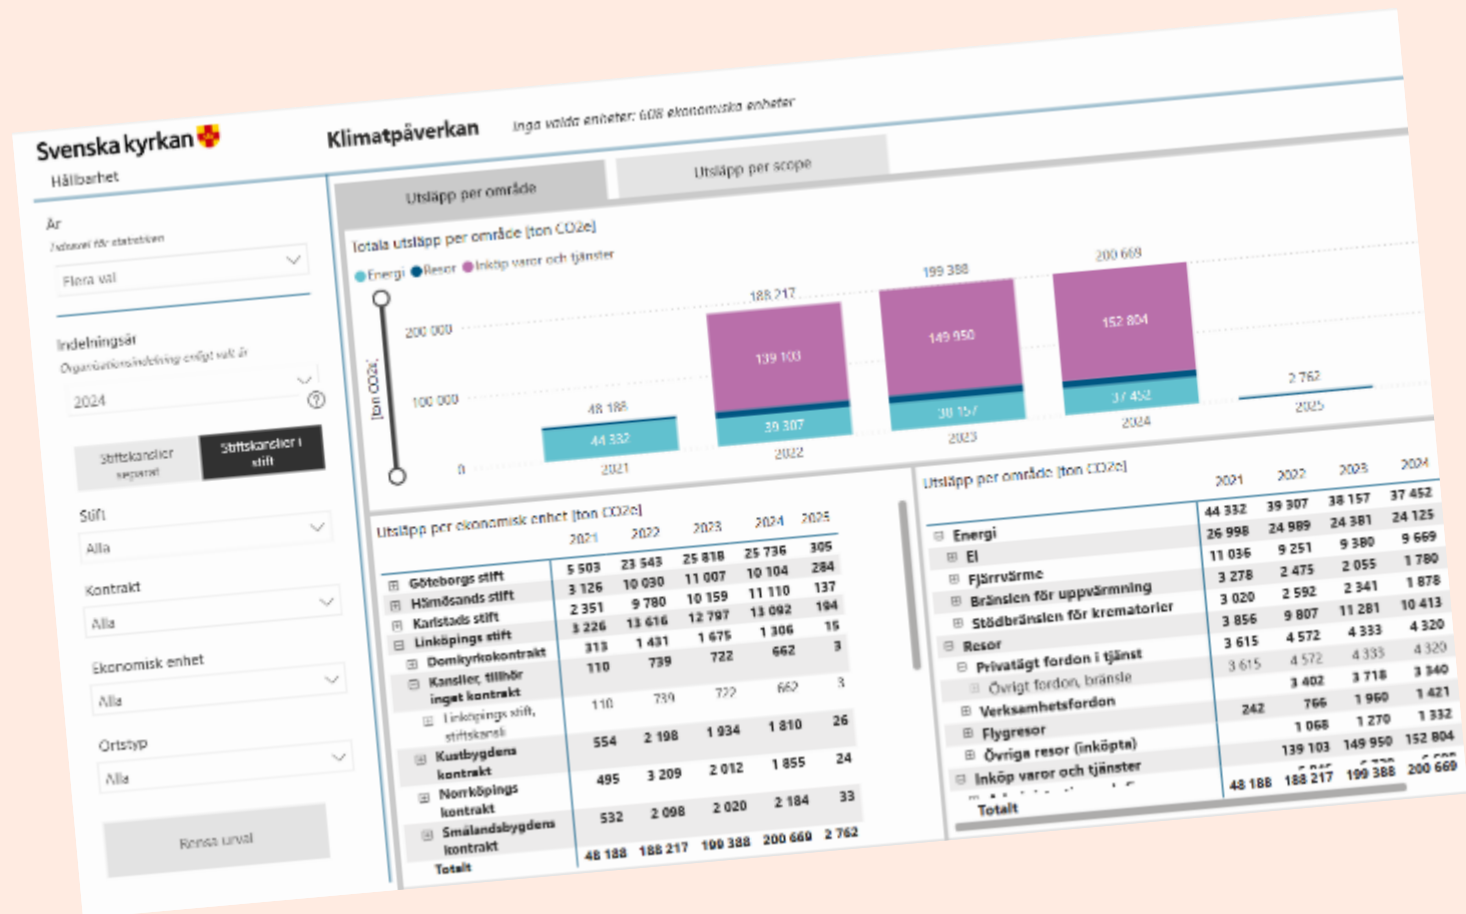 Svenska kyrkan
Hållbarhet
Klimatpåverkan
Inga valda enheter: 608 ekonomiska enheter
År
Flera val
Indelningsår
Organisationsindelning enligt valt år
2024
Stiftskanslier
separat
Stiftskanslier i
stift
Stift
Alla
Kontrakt
Alla
Ekonomisk enhet
Alla
Ortstyp
Alla
Rensa urval
Utsläpp per område
Utsläpp per scope
Totala utsläpp per område [ton CO2e]
Energi Resor Inköp varor och tjänster
[ton CO2e]
200 000
100 000
0
48 188
44 332
2021
188 217
139 103
39 307
2022
199 388
149 950
38 157
2023
200 669
152 804
37 452
2024
2 762
2025
Utsläpp per ekonomisk enhet [ton CO2e]
2021 2022 2023 2024 2025
Göteborgs stift 5 503 23 543 25 818 25 736 305
Härnösands stift 3 126 10 030 11 007 10 104 284
Karlstads stift 2 351 9 780 10 159 11 110 137
Linköpings stift 3 226 13 616 12 797 13 092 194
Domkyrkokontrakt 313 1 431 1 675 1 306 15
Kanslier, tillhör
inget kontrakt 110 739 722 662 3
Linköpings stift,
stiftskansli 110 739 722 662 3
Kustbygdens
kontrakt 554 2 198 1 934 1 810 26
Norrköpings
kontrakt 495 3 209 2 012 1 855 24
Smålandsbygdens
kontrakt 532 2 098 2 020 2 184 33
Totalt 48 188 188 217 199 388 200 669 2 762
Utsläpp per område [ton CO2e]
2021 2022 2023 2024
Energi 44 332 39 307 38 157 37 452
El 26 998 24 989 24 381 24 125
Fjärrvärme 11 036 9 251 9 380 9 669
Bränslen för uppvärmning 3 278 2 475 2 055 1 780
Stödbränslen för krematorier 3 020 2 592 2 341 1 878
Resor 3 856 9 807 11 281 10 413
Privatägt fordon i tjänst 3 615 4 572 4 333 4 320
Övrigt fordon, bränsle 3 615 4 572 4 333 4 320
Verksamhetsfordon 3 402 3 718 3 340
Flygresor 242 766 1 960 1 421
Övriga resor (inköpta) 1 068 1 270 1 332
Inköp varor och tjänster 139 103 149 950 152 804
Totalt 48 188 188 217 199 388 200 669